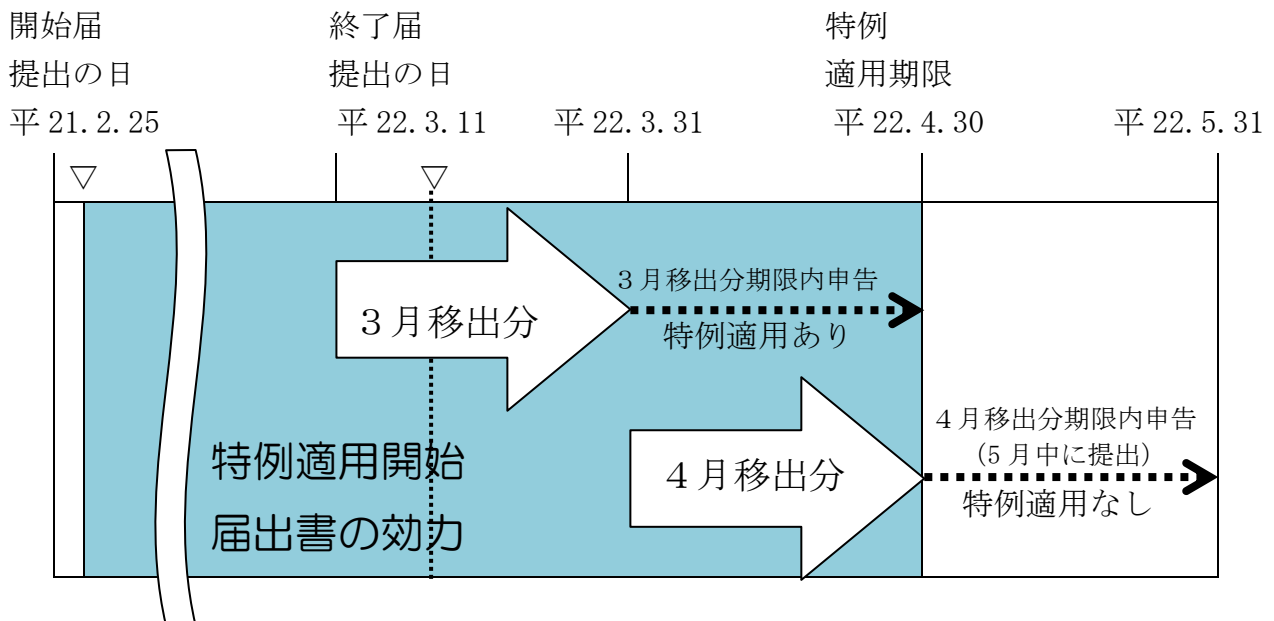 開始届
提出の日
平 21.2.25
終了届
提出の日
平 22.3.11
平 22.3.31
特例
適用期限
平 22.4.30
平 22.5.31
▽
▽
３月移出分
３月移出分期限内申告
特例適用あり
特例適用開始
届出書の効力
４月移出分
４月移出分期限内申告
（5 月中に提出）
特例適用なし